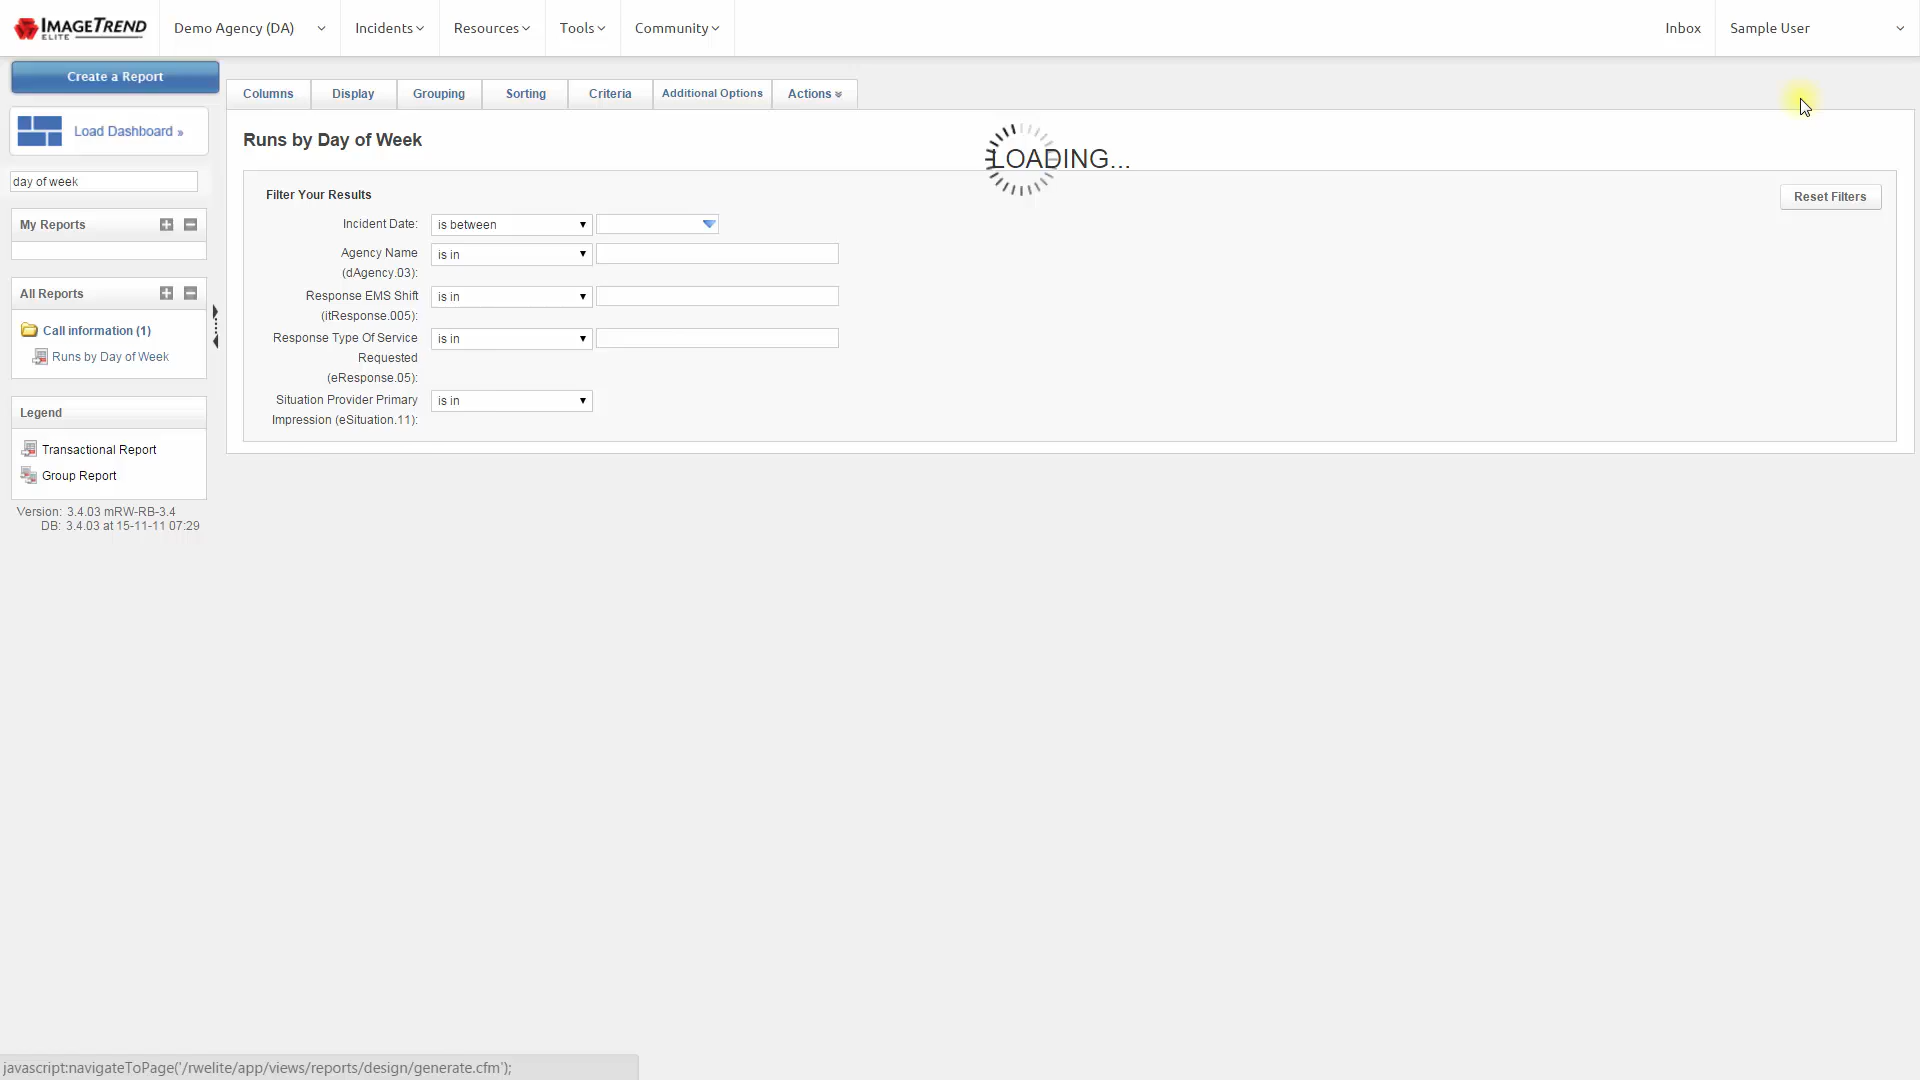 IMAGETREND
ELITE
Demo Agency (DA)
Incidents
Resources
Tools
Community
Inbox
Sample User
Create a Report
Columns
Display
Grouping
Sorting
Criteria
Additional Options
Actions
Load Dashboard »
Runs by Day of Week
LOADING...
day of week
Filter Your Results
Reset Filters
My Reports
Incident Date:
is between
Agency Name
(dAgency.03):
is in
All Reports
Response EMS Shift
(itResponse.005):
is in
Call information (1)
Response Type Of Service
Requested
(eResponse.05):
is in
Runs by Day of Week
Situation Provider Primary
Impression (eSituation.11):
is in
Legend
Transactional Report
Group Report
Version: 3.4.03 mRW-RB-3.4
DB: 3.4.03 at 15-11-11 07:29
javascript:navigateToPage('/rwelite/app/views/reports/design/generate.cfm');